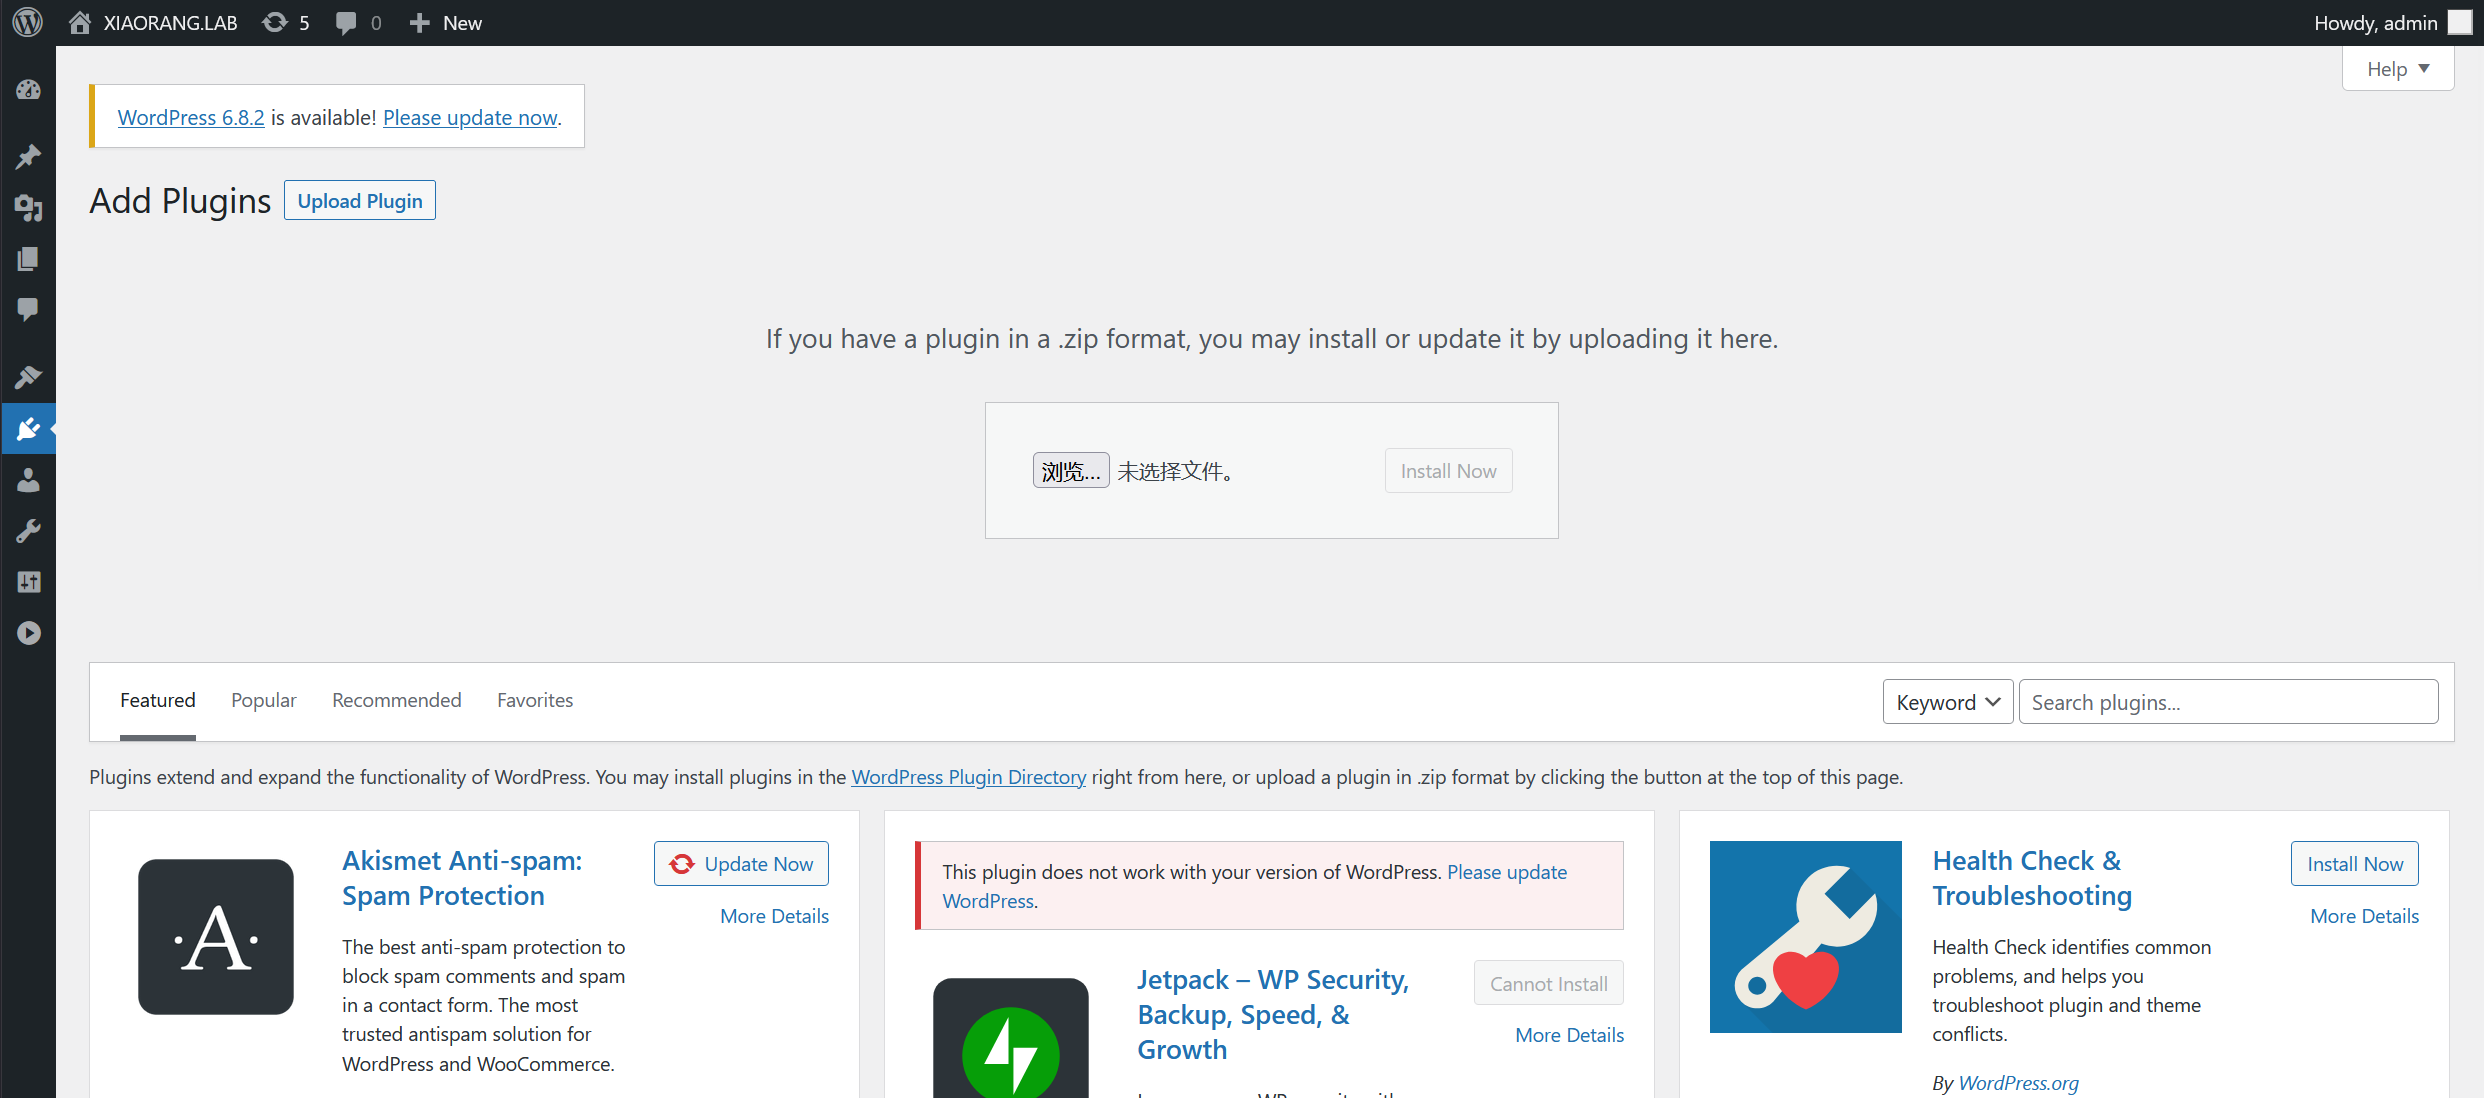 XIAORANG.LAB 5 0 New Howdy, admin
Help
WordPress 6.8.2 is available! Please update now.
Add Plugins Upload Plugin
If you have a plugin in a .zip format, you may install or update it by uploading it here.
浏览... 未选择文件。 Install Now
Featured Popular Recommended Favorites Keyword Search plugins...
Plugins extend and expand the functionality of WordPress. You may install plugins in the WordPress Plugin Directory right from here, or upload a plugin in .zip format by clicking the button at the top of this page.
A
Akismet Anti-spam:
Spam Protection
Update Now
More Details
The best anti-spam protection to
block spam comments and spam
in a contact form. The most
trusted antispam solution for
WordPress and WooCommerce.
This plugin does not work with your version of WordPress. Please update
WordPress.
Jetpack – WP Security,
Backup, Speed, &
Growth
Cannot Install
More Details
Health Check &
Troubleshooting
Install Now
More Details
Health Check identifies common
problems, and helps you
troubleshoot plugin and theme
conflicts.
By WordPress.org